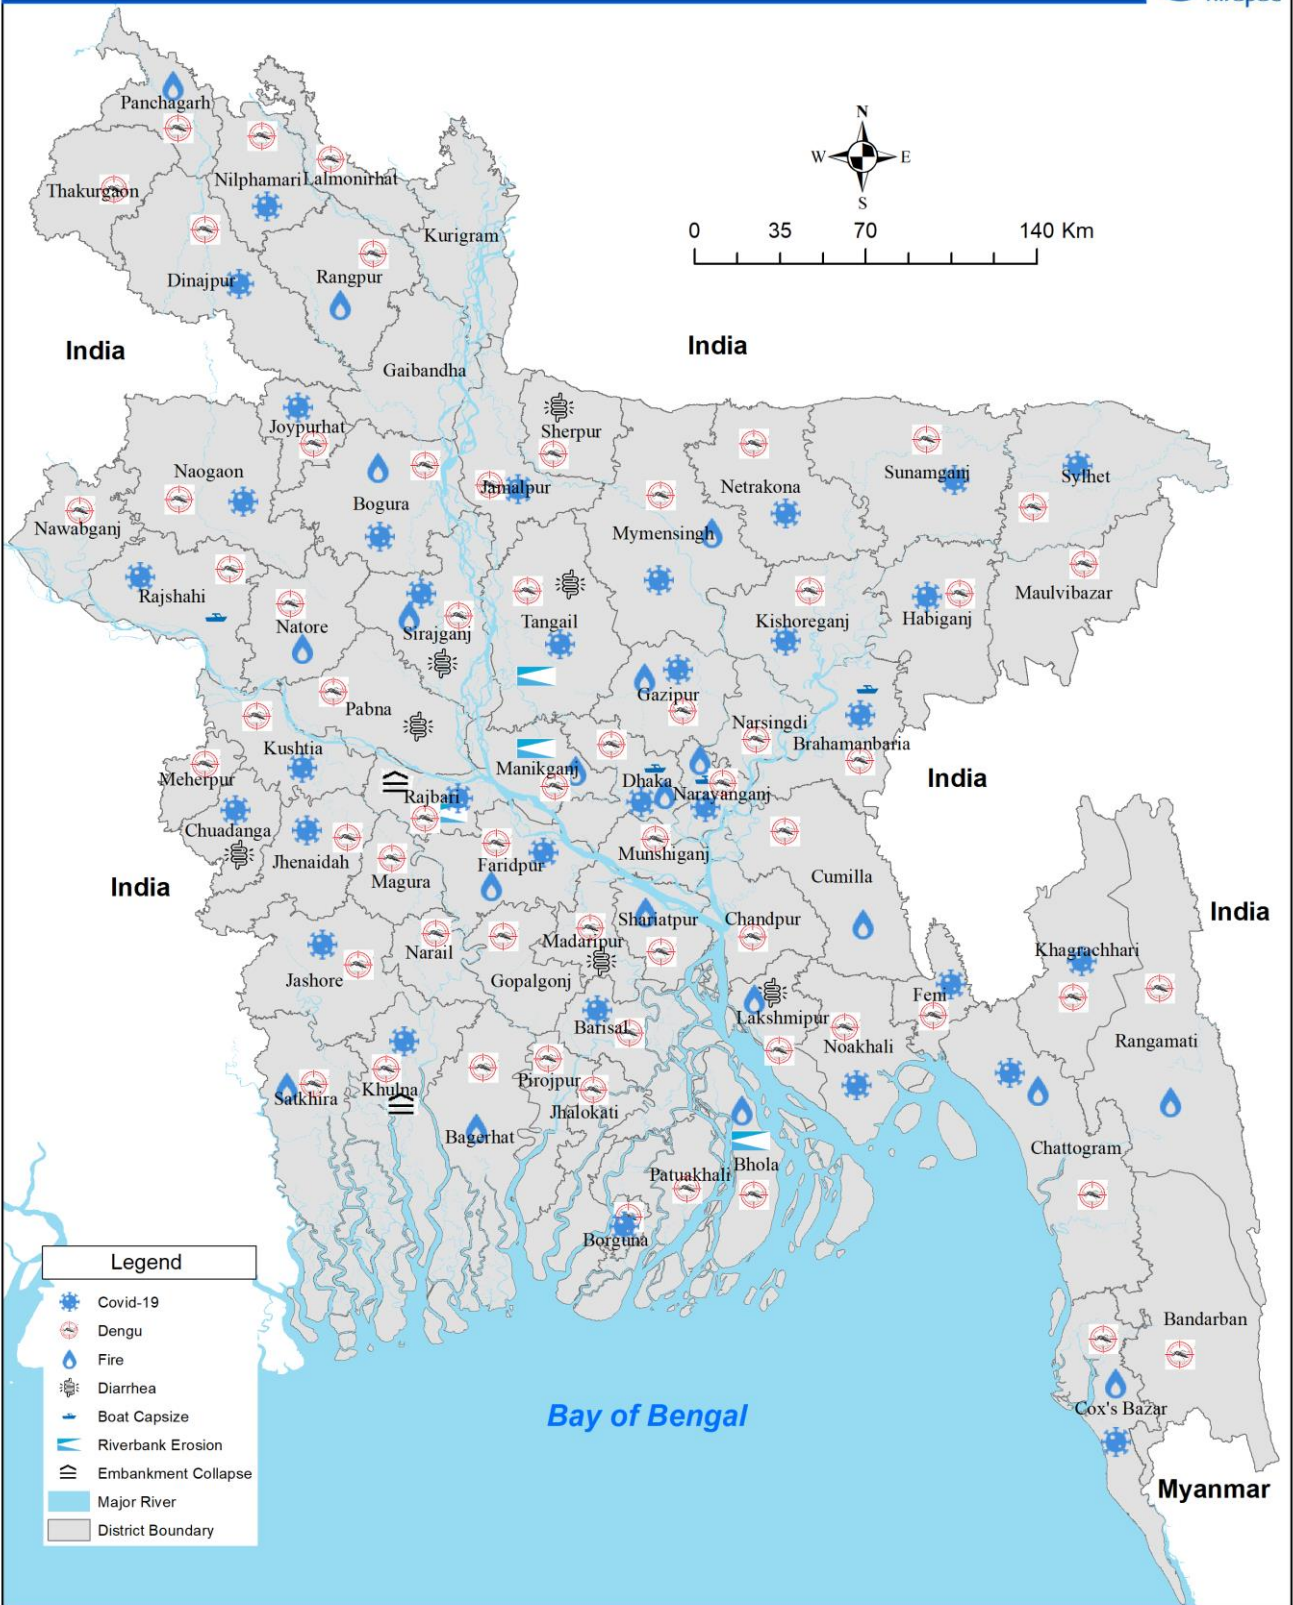 N
W E
S
0 35 70 140 Km
Panchagarh
Thakurgaon
Nilphamari
Lalmonirhat
Kurigram
Dinajpur
Rangpur
India
India
Gaibandha
Joypurhat
Sherpur
Naogaon
Bogura
Jamalpur
Netrakona
Sunamganj
Sylhet
Nawabganj
Mymensingh
Rajshahi
Natore
Sirajganj
Tangail
Kishoreganj
Habiganj
Maulvibazar
Gazipur
Pabna
Narsingdi
Kushtia
Brahamanbaria
Meherpur
Manikganj
Dhaka
Narayanganj
India
Rajbari
Chuadanga
Jhenaidah
Magura
Faridpur
Munshiganj
Cumilla
India
India
Shariatpur
Chandpur
Narail
Madaripur
Khagrachhari
Jashore
Gopalgonj
Feni
Lakshmipur
Barisal
Noakhali
Rangamati
Satkhira
Khulna
Pirojpur
Jhalokati
Bagerhat
Chattogram
Patuakhali
Bhola
Borguna
Legend
Covid-19
Dengu
Fire
Diarrhea
Boat Capsize
Riverbank Erosion
Embankment Collapse
Major River
District Boundary
Bandarban
Cox's Bazar
Bay of Bengal
Myanmar